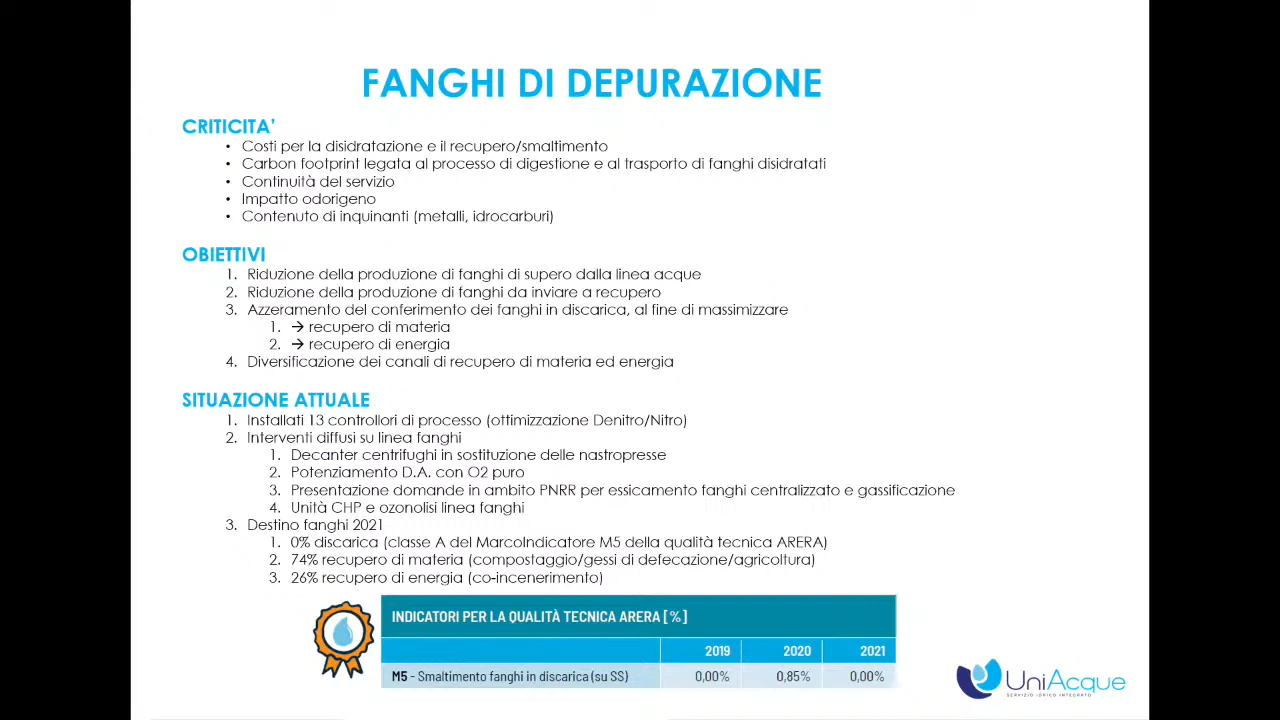 FANGHI DI DEPURAZIONE
CRITICITA'
• Costi per la disidratazione e il recupero/smaltimento
• Carbon footprint legata al processo di digestione e al trasporto di fanghi disidratati
• Continuità del servizio
• Impatto odorigeno
• Contenuto di inquinanti (metalli, idrocarburi)
OBIETTIVI
1. Riduzione della produzione di fanghi di supero dalla linea acque
2. Riduzione della produzione di fanghi da inviare a recupero
3. Azzeramento del conferimento dei fanghi in discarica, al fine di massimizzare
1. → recupero di materia
2. → recupero di energia
4. Diversificazione dei canali di recupero di materia ed energia
SITUAZIONE ATTUALE
1. Installati 13 controllori di processo (ottimizzazione Denitro/Nitro)
2. Interventi diffusi su linea fanghi
1. Decanter centrifughi in sostituzione delle nastropresse
2. Potenziamento D.A. con O2 puro
3. Presentazione domande in ambito PNRR per essicamento fanghi centralizzato e gassificazione
4. Unità CHP e ozonolisi linea fanghi
3. Destino fanghi 2021
1. 0% discarica (classe A del MarcoIndicatore M5 della qualità tecnica ARERA)
2. 74% recupero di materia (compostaggio/gessi di defecazione/agricoltura)
3. 26% recupero di energia (co-incenerimento)
INDICATORI PER LA QUALITÀ TECNICA ARERA [%]
2019 2020 2021
M5 - Smaltimento fanghi in discarica (su SS) 0,00% 0,85% 0,00%
UniAcque
SERVIZIO IDRICO INTEGRATO